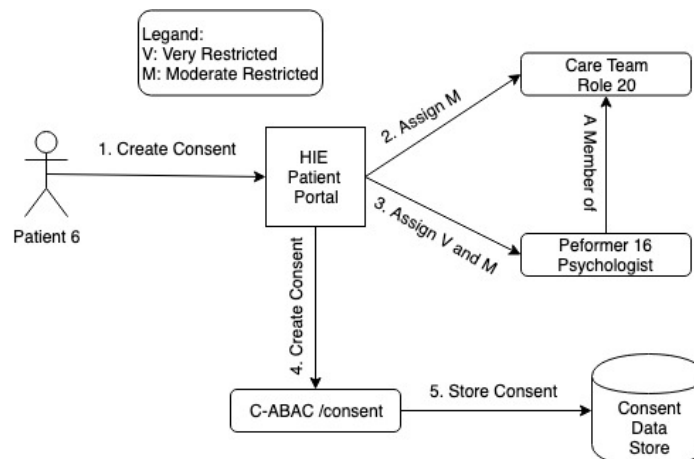 Legand:
V: Very Restricted
M: Moderate Restricted
Care Team
Role 20
2. Assign M
1. Create Consent
HIE
Patient
Portal
A Member of
3. Assign V and M
Patient 6
Peformer 16
Psychologist
4. Create Consent
C-ABAC /consent
5. Store Consent
Consent
Data
Store